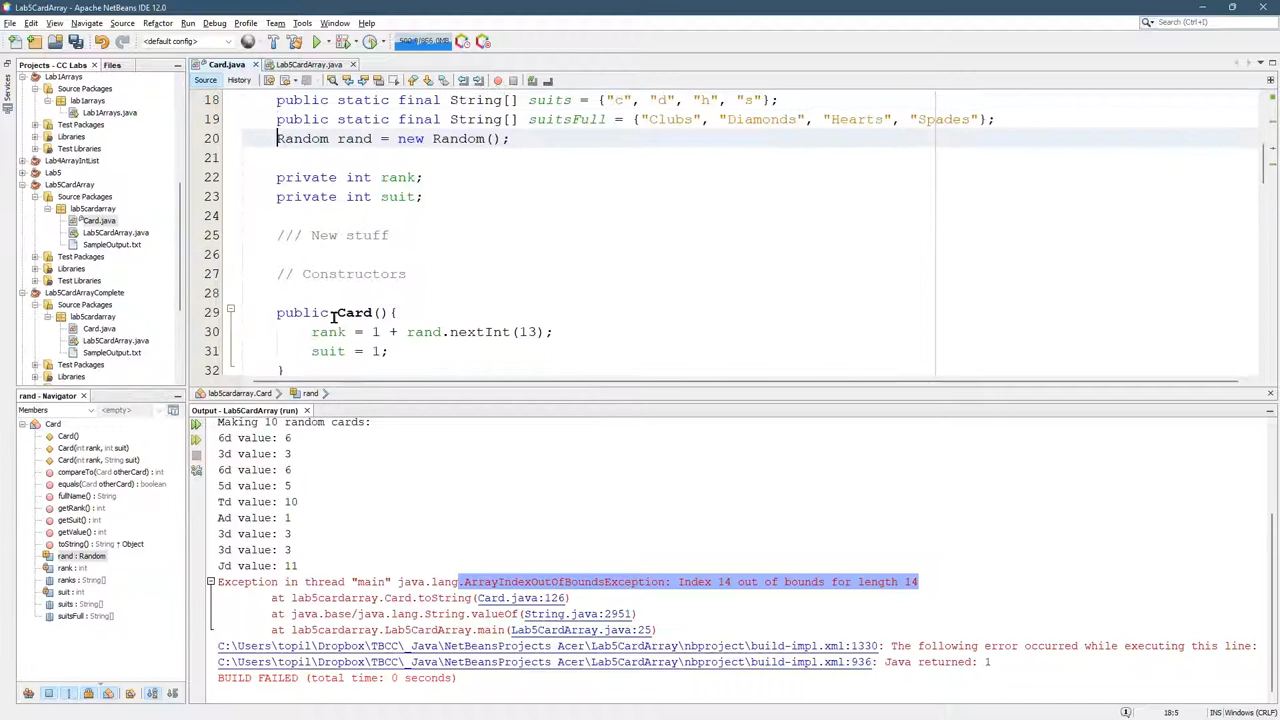 Lab5CardArray - Apache NetBeans IDE 12.0
File Edit View Navigate Source Refactor Run Debug Profile Team Tools Window Help
Search (Ctrl+I)
<default config>
Projects - CC Labs
Files
Services
Lab1Arrays
Source Packages
lab1arrays
Lab1Arrays.java
Test Packages
Libraries
Test Libraries
Lab4ArrayIntList
Lab5
Lab5CardArray
Source Packages
lab5cardarray
Card.java
Lab5CardArray.java
SampleOutput.txt
Test Packages
Libraries
Test Libraries
Lab5CardArrayComplete
Source Packages
lab5cardarray
Card.java
Lab5CardArray.java
SampleOutput.txt
Test Packages
Libraries
Card.java Lab5CardArray.java
Source History
18 public static final String[] suits = {"c", "d", "h", "s"};
19 public static final String[] suitsFull = {"Clubs", "Diamonds", "Hearts", "Spades"};
20 Random rand = new Random();
21
22 private int rank;
23 private int suit;
24
25 /// New stuff
26
27 // Constructors
28
29 public Card(){
30 rank = 1 + rand.nextInt(13);
31 suit = 1;
32 }
lab5cardarray.Card rand
rand - Navigator
Members <empty>
Card
Card()
Card(int rank, int suit)
Card(int rank, String suit)
compareTo(Card otherCard) : int
equals(Card otherCard) : boolean
fullName() : String
getRank() : int
getSuit() : int
getValue() : int
toString() : String ↑ Object
rand : Random
rank : int
ranks : String[]
suit : int
suits : String[]
suitsFull : String[]
Output - Lab5CardArray (run)
Making 10 random cards:
6d value: 6
3d value: 3
6d value: 6
5d value: 5
Td value: 10
Ad value: 1
3d value: 3
3d value: 3
Jd value: 11
Exception in thread "main" java.lang.ArrayIndexOutOfBoundsException: Index 14 out of bounds for length 14
at lab5cardarray.Card.toString(Card.java:126)
at java.base/java.lang.String.valueOf(String.java:2951)
at lab5cardarray.Lab5CardArray.main(Lab5CardArray.java:25)
C:\Users\topil\Dropbox\TBCC\_Java\NetBeansProjects Acer\Lab5CardArray\nbproject\build-impl.xml:1330: The following error occurred while executing this line:
C:\Users\topil\Dropbox\TBCC\_Java\NetBeansProjects Acer\Lab5CardArray\nbproject\build-impl.xml:936: Java returned: 1
BUILD FAILED (total time: 0 seconds)
18:5 INS Windows (CRLF)